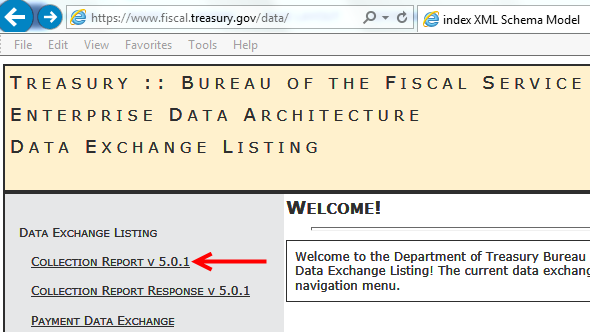 https://www.fiscal.treasury.gov/data/
index XML Schema Model
File Edit View Favorites Tools Help
TREASURY :: BUREAU OF THE FISCAL SERVICE
ENTERPRISE DATA ARCHITECTURE
DATA EXCHANGE LISTING
WELCOME!
DATA EXCHANGE LISTING
COLLECTION REPORT V 5.0.1
COLLECTION REPORT RESPONSE V 5.0.1
PAYMENT DATA EXCHANGE
Welcome to the Department of Treasury Bureau
Data Exchange Listing! The current data exchang
navigation menu.